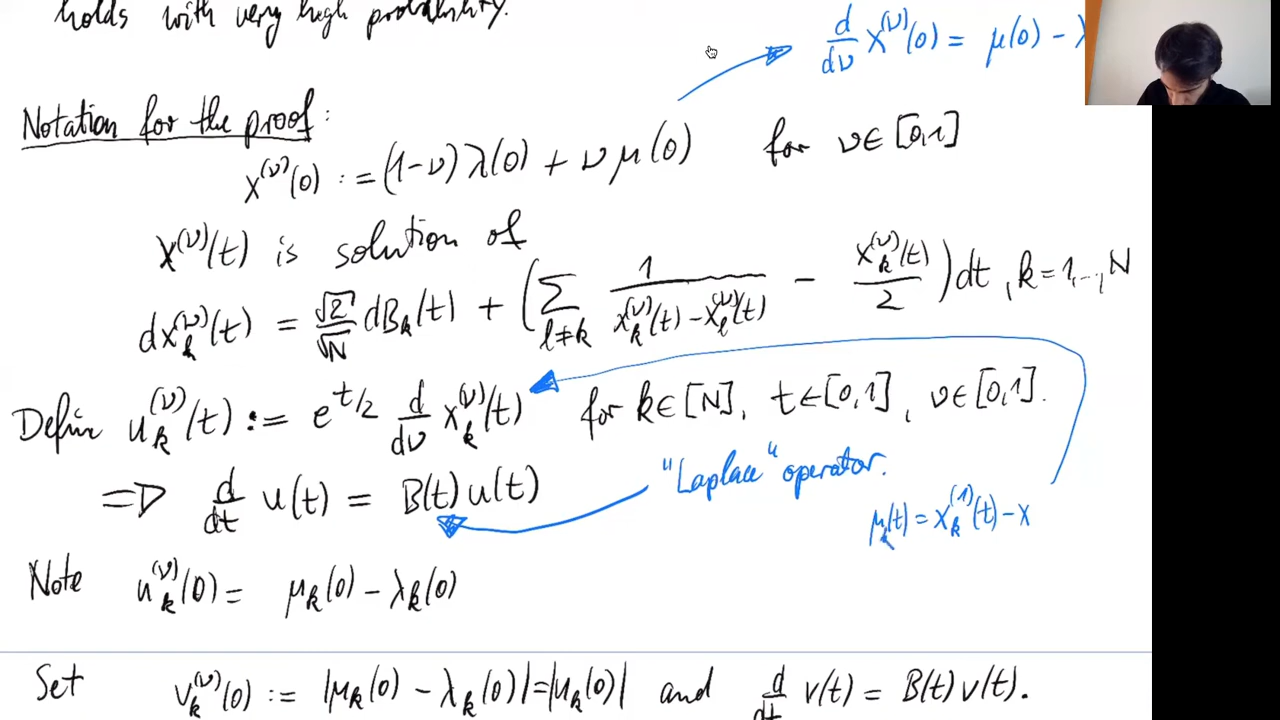 holds with very high probability.
d/dν x^(ν)(0) = μ(0) - λ
Notation for the proof:
x^(ν)(0) := (1-ν) λ(0) + ν μ(0) for ν ∈ [0,1]
x^(ν)(t) is solution of
dx_k^(ν)(t) = √2/√N dB_k(t) + ( ∑_{l≠k} 1/(x_k^(ν)(t) - x_l^(ν)(t)) - x_k^(ν)(t)/2 ) dt, k=1,..,N
Define u_k^(ν)(t) := e^{t/2} d/dν x_k^(ν)(t) for k ∈ [N], t ∈ [0,1], ν ∈ [0,1].
"Laplace" operator.
⇒ d/dt u(t) = B(t) u(t)
μ_k(t) = x_k^(1)(t) - x
Note u_k^(ν)(0) = μ_k(0) - λ_k(0)
Set v_k^(ν)(0) := |μ_k(0) - λ_k(0)| = |u_k(0)| and d/dt v(t) = B(t) v(t).